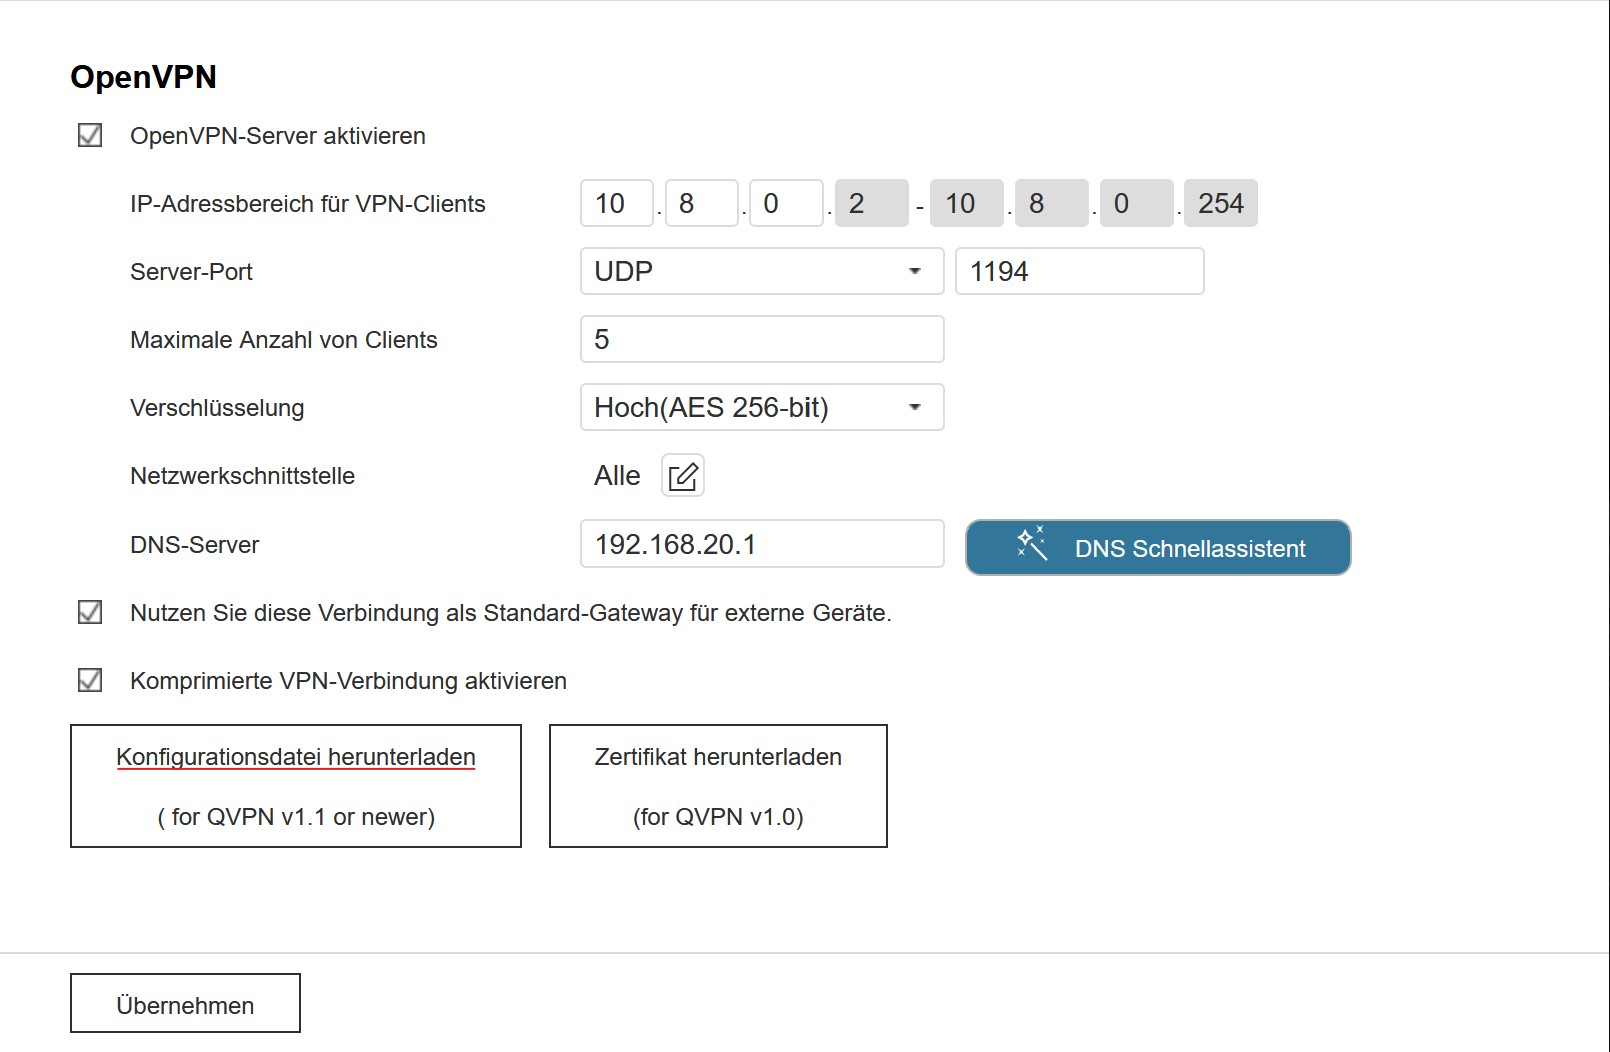 OpenVPN
OpenVPN-Server aktivieren
IP-Adressbereich für VPN-Clients 10 . 8 . 0 . 2 - 10 . 8 . 0 . 254
Server-Port UDP 1194
Maximale Anzahl von Clients 5
Verschlüsselung Hoch(AES 256-bit)
Netzwerkschnittstelle Alle
DNS-Server 192.168.20.1 DNS Schnellassistent
Nutzen Sie diese Verbindung als Standard-Gateway für externe Geräte.
Komprimierte VPN-Verbindung aktivieren
Konfigurationsdatei herunterladen
( for QVPN v1.1 or newer)
Zertifikat herunterladen
(for QVPN v1.0)
Übernehmen